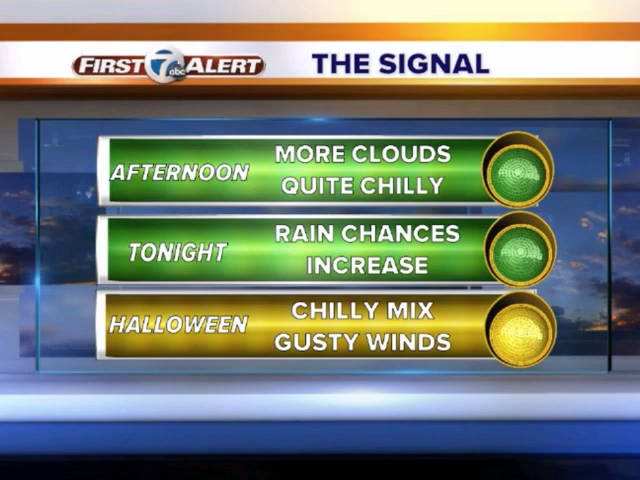 FIRST 7 abc ALERT THE SIGNAL
AFTERNOON
MORE CLOUDS
QUITE CHILLY
TONIGHT
RAIN CHANCES
INCREASE
HALLOWEEN
CHILLY MIX
GUSTY WINDS